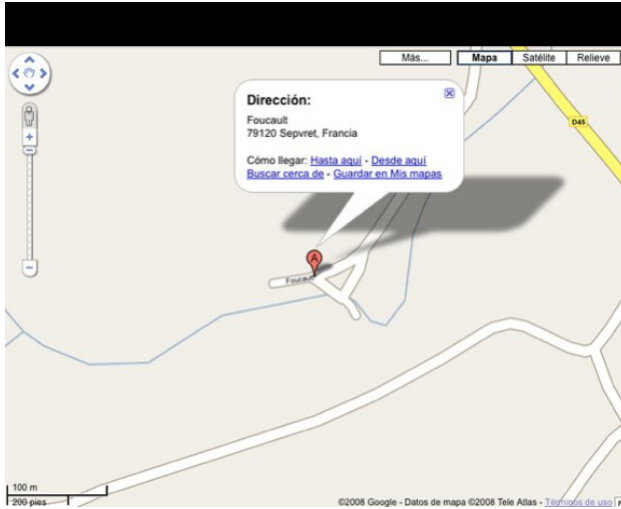 Más...
Mapa
Satélite
Relieve
Dirección:
Foucault
79120 Sepvret, Francia
Cómo llegar: Hasta aquí - Desde aquí
Buscar cerca de - Guardar en Mis mapas
D45
A
Foucault
100 m
200 pies
©2008 Google - Datos de mapa ©2008 Tele Atlas - Términos de uso